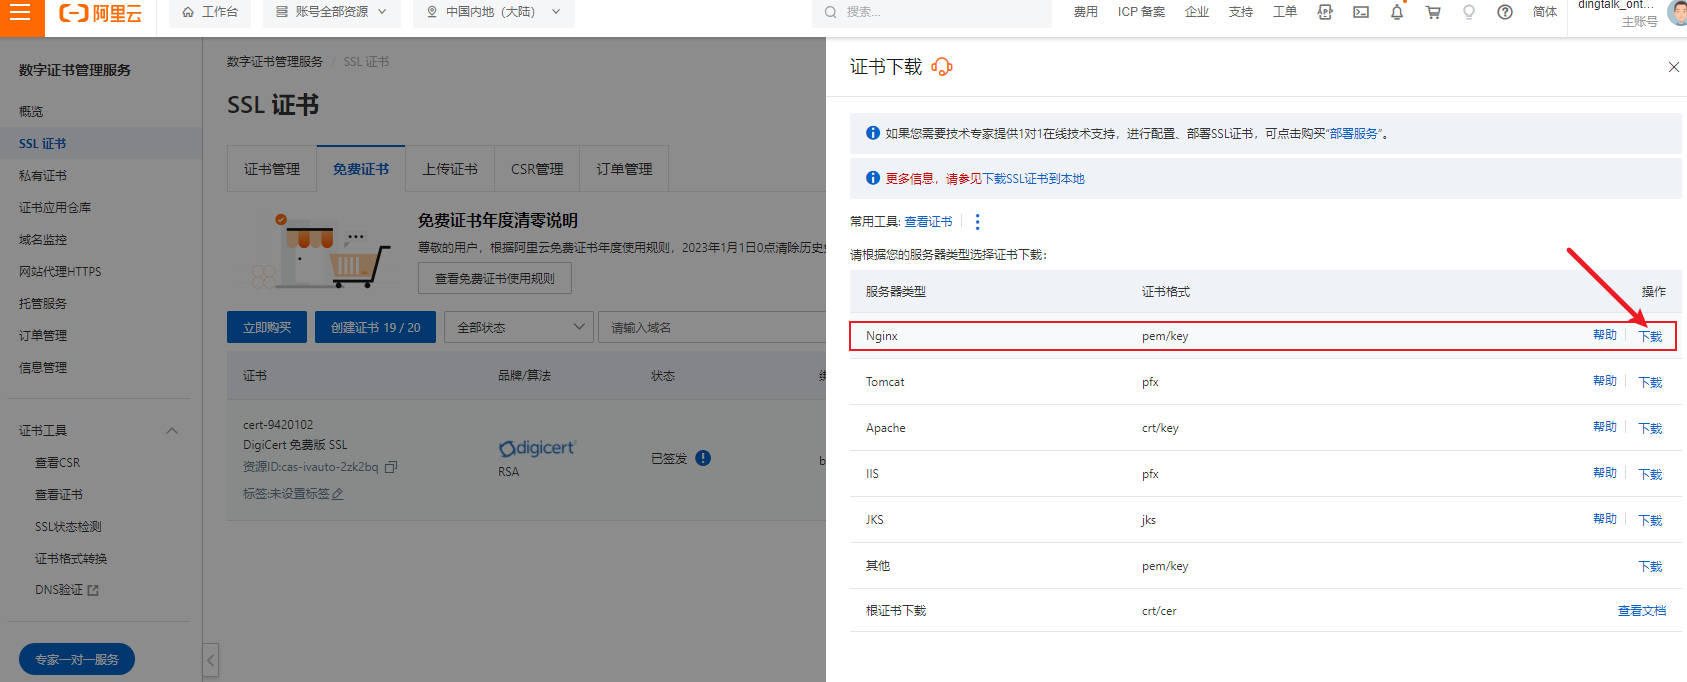 阿里云
工作台
账号全部资源
中国内地（大陆）
搜索...
费用
ICP 备案
企业
支持
工单
简体
dingtalk_ont...
主账号
数字证书管理服务
概览
SSL 证书
私有证书
证书应用仓库
域名监控
网站代理HTTPS
托管服务
订单管理
信息管理
证书工具
查看CSR
查看证书
SSL状态检测
证书格式转换
DNS验证
专家一对一服务
数字证书管理服务 / SSL 证书
SSL 证书
证书管理
免费证书
上传证书
CSR管理
订单管理
免费证书年度清零说明
尊敬的用户，根据阿里云免费证书年度使用规则，2023年1月1日0点清除历史
查看免费证书使用规则
立即购买
创建证书 19 / 20
全部状态
请输入域名
证书
品牌/算法
状态
cert-9420102
DigiCert 免费版 SSL
资源ID:cas-ivauto-2zk2bq
标签:未设置标签
digicert
RSA
已签发
b
证书下载
如果您需要技术专家提供1对1在线技术支持，进行配置、部署SSL证书，可点击购买“部署服务”。
更多信息，请参见下载SSL证书到本地
常用工具: 查看证书
请根据您的服务器类型选择证书下载：
服务器类型 证书格式 操作
Nginx pem/key 帮助 下载
Tomcat pfx 帮助 下载
Apache crt/key 帮助 下载
IIS pfx 帮助 下载
JKS jks 帮助 下载
其他 pem/key 下载
根证书下载 crt/cer 查看文档